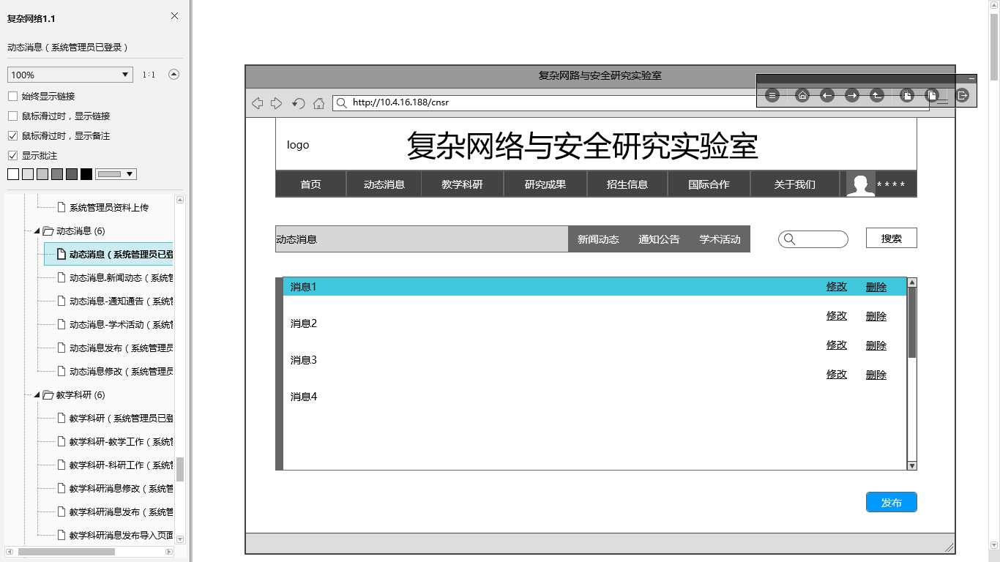 复杂网络1.1
动态消息（系统管理员已登录）
100%
1:1
始终显示链接
鼠标滑过时，显示链接
鼠标滑过时，显示备注
显示批注
系统管理员资料上传
动态消息 (6)
动态消息（系统管理员已登
动态消息.新闻动态（系统管
动态消息-通知通告（系统管
动态消息-学术活动（系统管
动态消息发布（系统管理员
动态消息修改（系统管理员
教学科研 (6)
教学科研（系统管理员已登
教学科研-教学工作（系统管
教学科研-科研工作（系统管
教学科研消息修改（系统管
教学科研消息发布（系统管
教学科研消息发布导入页面
复杂网路与安全研究实验室
http://10.4.16.188/cnsr
logo
复杂网络与安全研究实验室
首页 动态消息 教学科研 研究成果 招生信息 国际合作 关于我们 ****
动态消息 新闻动态 通知公告 学术活动 搜索
消息1 修改 删除
修改 删除
消息2
修改 删除
消息3
修改 删除
消息4
发布